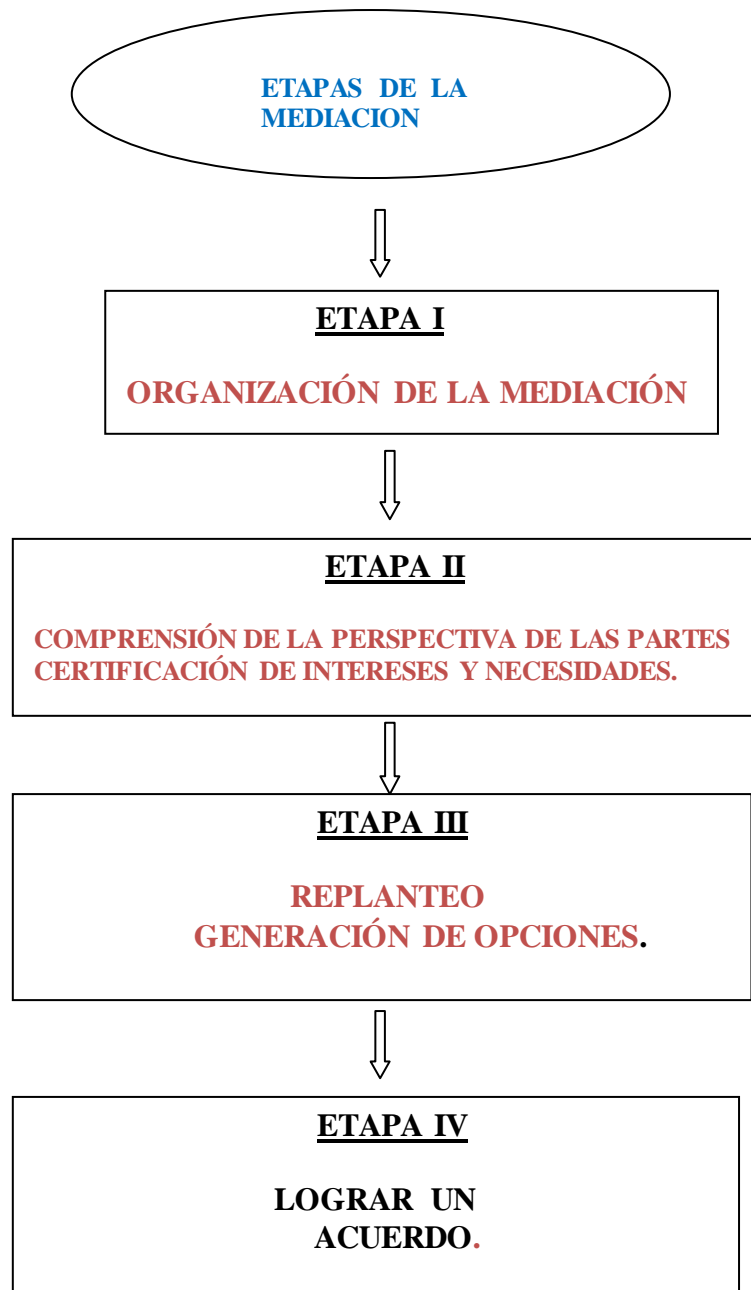 ETAPAS DE LA
MEDIACION
ETAPA I
ORGANIZACIÓN DE LA MEDIACIÓN
ETAPA II
COMPRENSIÓN DE LA PERSPECTIVA DE LAS PARTES
CERTIFICACIÓN DE INTERESES Y NECESIDADES.
ETAPA III
REPLANTEO
GENERACIÓN DE OPCIONES.
ETAPA IV
LOGRAR UN
ACUERDO.